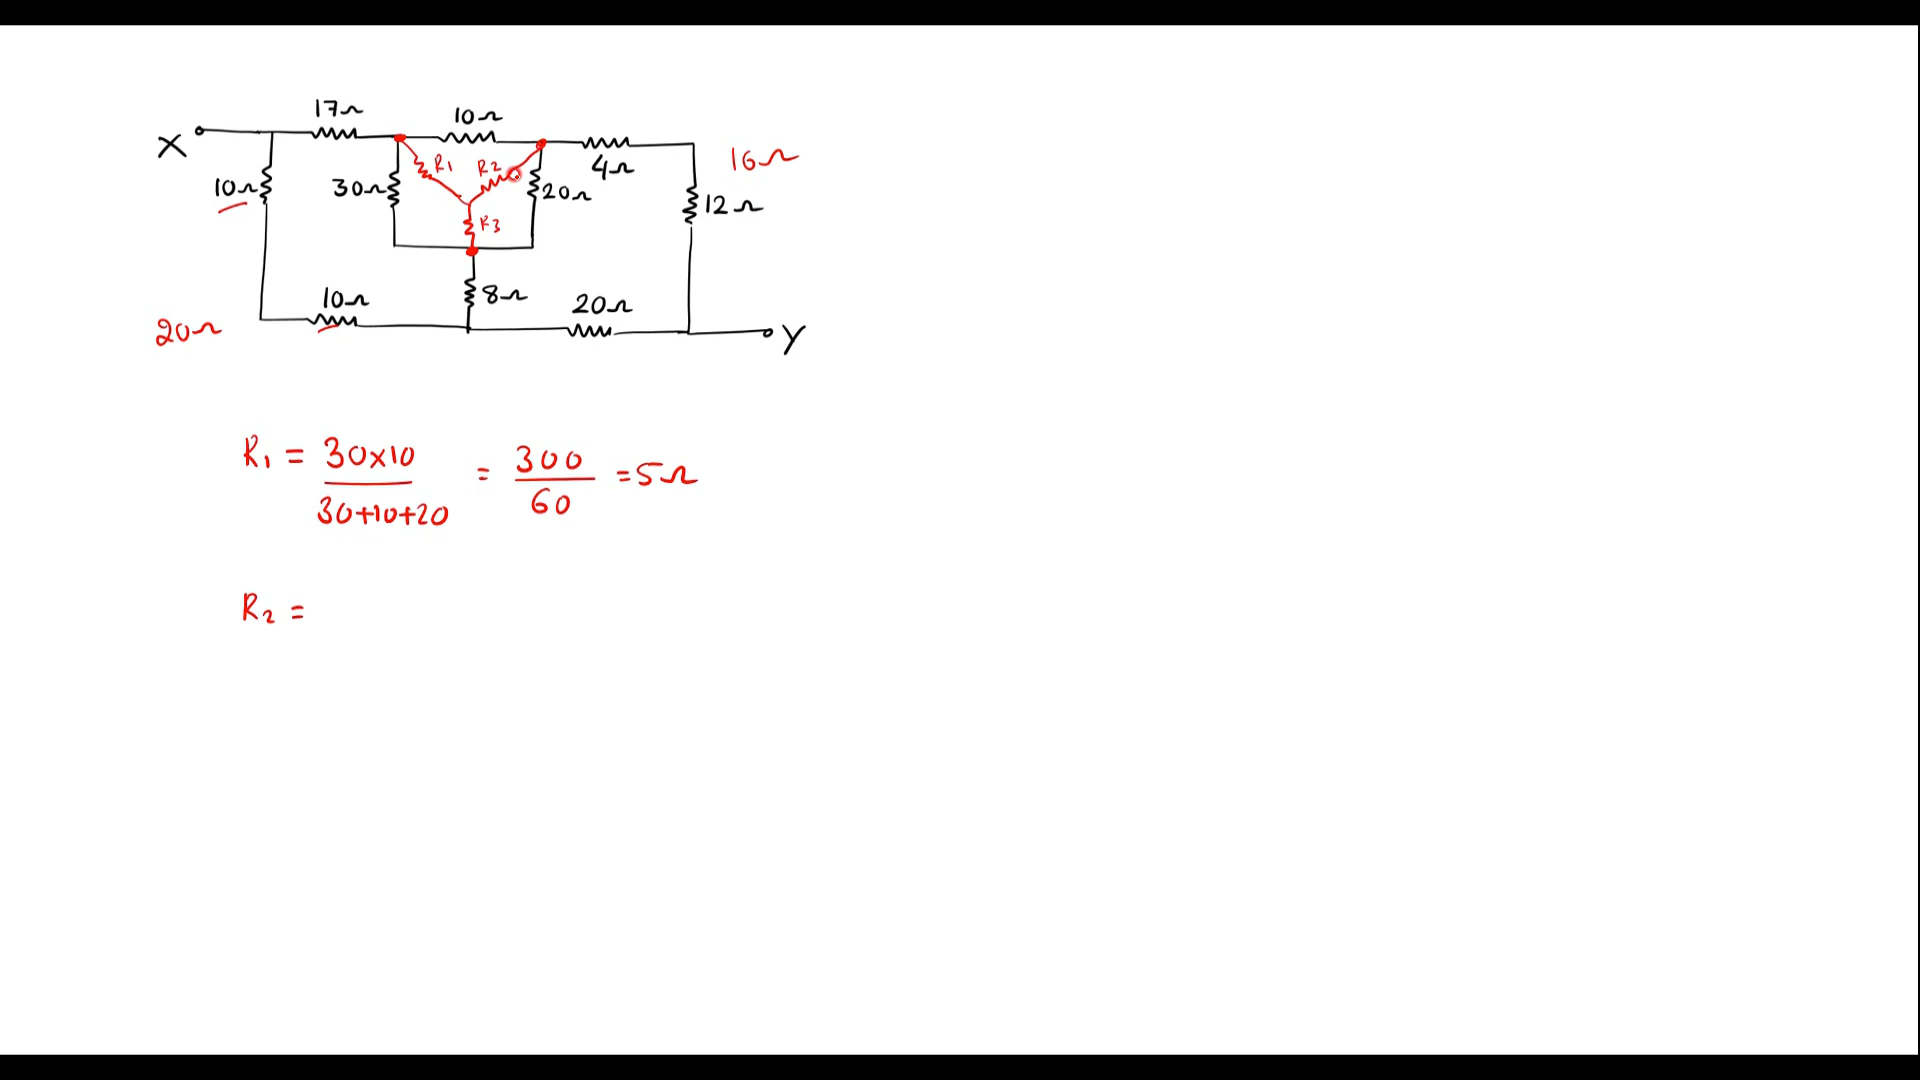 17Ω
10Ω
X
R1
R2
4Ω
16Ω
10Ω
30Ω
20Ω
12Ω
R3
10Ω
8Ω
20Ω
20Ω
Y
R₁ = 30x10 / 30+10+20 = 300 / 60 = 5Ω
R₂ =